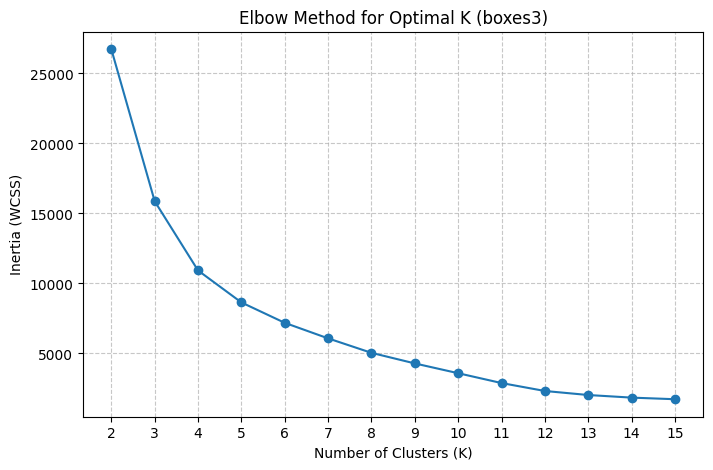 Elbow Method for Optimal K (boxes3)
Inertia (WCSS)
25000
20000
15000
10000
5000
2 3 4 5 6 7 8 9 10 11 12 13 14 15
Number of Clusters (K)